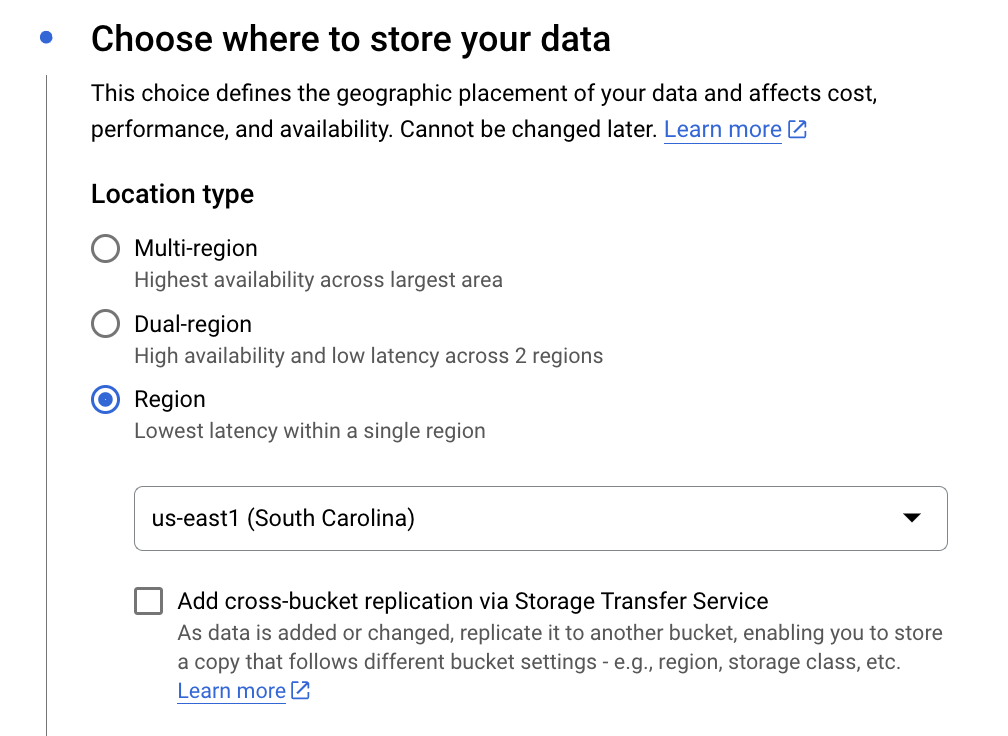 Choose where to store your data
This choice defines the geographic placement of your data and affects cost,
performance, and availability. Cannot be changed later. Learn more
Location type
Multi-region
Highest availability across largest area
Dual-region
High availability and low latency across 2 regions
Region
Lowest latency within a single region
us-east1 (South Carolina)
Add cross-bucket replication via Storage Transfer Service
As data is added or changed, replicate it to another bucket, enabling you to store
a copy that follows different bucket settings - e.g., region, storage class, etc.
Learn more